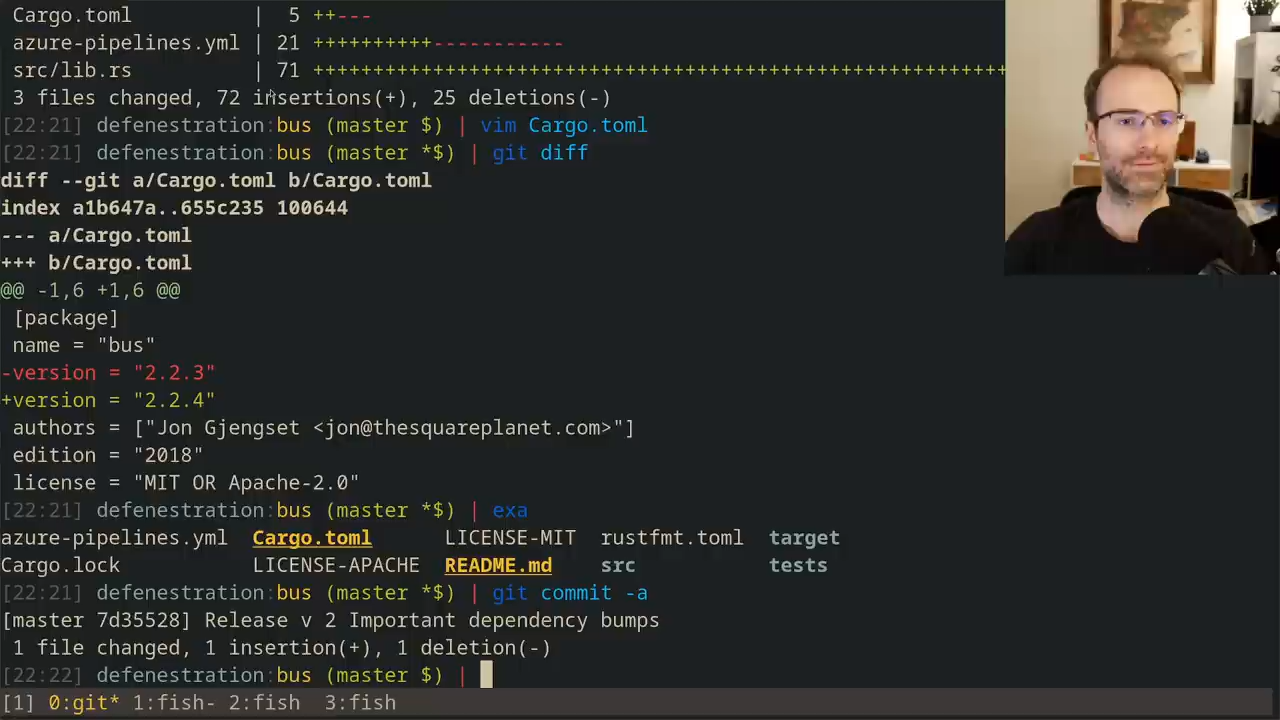 Cargo.toml          |  5 ++---
azure-pipelines.yml | 21 ++++++++++-----------
src/lib.rs          | 71 ++++++++++++++++++++++++++++++++++++++++++++++++++++++++++
3 files changed, 72 insertions(+), 25 deletions(-)
[22:21] defenestration:bus (master $) | vim Cargo.toml
[22:21] defenestration:bus (master *$) | git diff
diff --git a/Cargo.toml b/Cargo.toml
index a1b647a..655c235 100644
--- a/Cargo.toml
+++ b/Cargo.toml
@@ -1,6 +1,6 @@
[package]
name = "bus"
-version = "2.2.3"
+version = "2.2.4"
authors = ["Jon Gjengset <jon@thesquareplanet.com>"]
edition = "2018"
license = "MIT OR Apache-2.0"
[22:21] defenestration:bus (master *$) | exa
azure-pipelines.yml  Cargo.toml      LICENSE-MIT  rustfmt.toml  target
Cargo.lock           LICENSE-APACHE  README.md    src           tests
[22:21] defenestration:bus (master *$) | git commit -a
[master 7d35528] Release v 2 Important dependency bumps
1 file changed, 1 insertion(+), 1 deletion(-)
[22:22] defenestration:bus (master $) |
[1] 0:git* 1:fish- 2:fish  3:fish